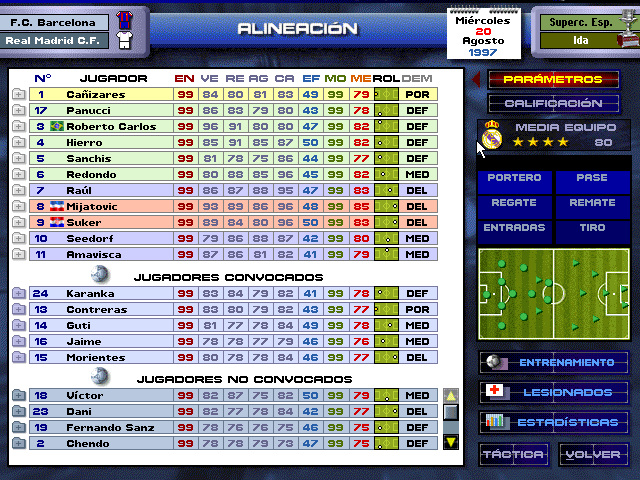 F.C. Barcelona
Real Madrid C.F.
ALINEACIÓN
Miércoles
20
Agosto
1997
Superc. Esp.
Ida
Nº JUGADOR EN VE RE AG CA EF MO ME ROL DEM
1 Cañizares 99 84 80 81 83 49 99 79 POR
17 Panucci 99 86 83 79 80 43 99 78 DEF
3 Roberto Carlos 99 96 91 80 80 47 99 82 DEF
4 Hierro 99 85 91 85 87 50 99 82 DEF
5 Sanchis 99 81 78 75 86 44 99 77 DEF
6 Redondo 99 80 88 85 96 45 99 82 MED
7 Raúl 99 86 87 88 95 47 99 83 DEL
8 Mijatovic 99 93 89 86 96 48 99 85 DEL
9 Suker 99 89 84 80 96 50 99 83 DEL
10 Seedorf 99 79 86 88 87 42 99 80 MED
11 Amavisca 99 87 86 81 82 41 99 79 MED
JUGADORES CONVOCADOS
24 Karanka 99 83 84 79 82 41 99 78 DEF
13 Contreras 99 83 80 79 82 43 99 77 POR
14 Guti 99 81 77 78 84 49 99 78 MED
16 Jaime 99 78 77 79 77 46 99 76 MED
15 Morientes 99 80 78 78 84 46 99 77 DEL
JUGADORES NO CONVOCADOS
18 Víctor 99 82 87 75 82 50 99 79 MED
23 Dani 99 82 77 78 84 42 99 77 DEL
19 Fernando Sanz 99 78 79 76 75 46 99 75 DEF
2 Chendo 99 78 78 79 73 47 99 75 DEF
PARÁMETROS
CALIFICACIÓN
MEDIA EQUIPO
80
PORTERO PASE
REGATE REMATE
ENTRADAS TIRO
ENTRENAMIENTO
LESIONADOS
ESTADÍSTICAS
TÁCTICA VOLVER